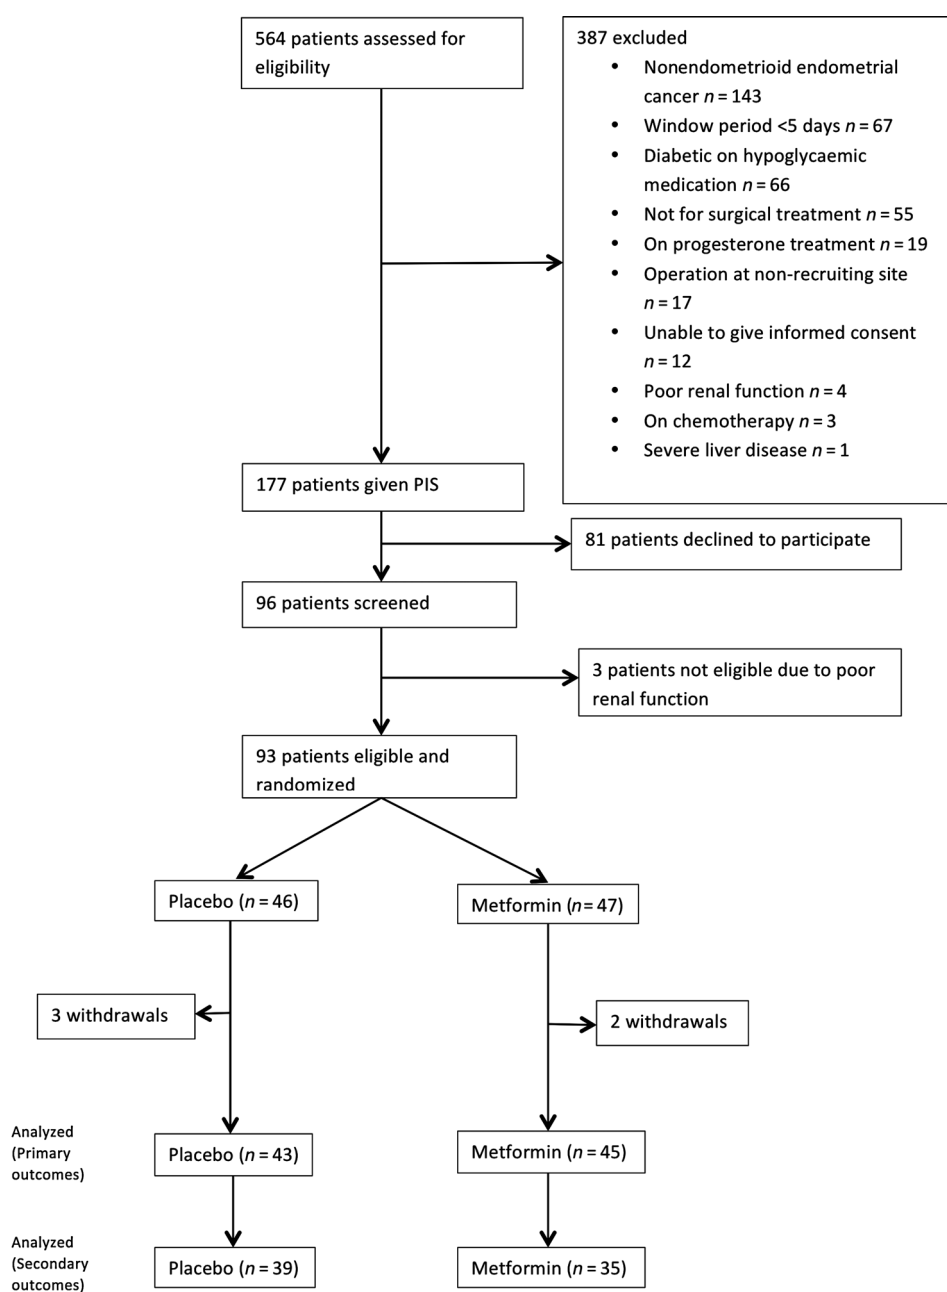 564 patients assessed for
eligibility
387 excluded
• Nonendometrioid endometrial
cancer n = 143
• Window period <5 days n = 67
• Diabetic on hypoglycaemic
medication n = 66
• Not for surgical treatment n = 55
• On progesterone treatment n = 19
• Operation at non-recruiting site
n = 17
• Unable to give informed consent
n = 12
• Poor renal function n = 4
• On chemotherapy n = 3
• Severe liver disease n = 1
177 patients given PIS
81 patients declined to participate
96 patients screened
3 patients not eligible due to poor
renal function
93 patients eligible and
randomized
Placebo (n = 46)
Metformin (n = 47)
3 withdrawals
2 withdrawals
Analyzed
(Primary
outcomes)
Placebo (n = 43)
Metformin (n = 45)
Analyzed
(Secondary
outcomes)
Placebo (n = 39)
Metformin (n = 35)